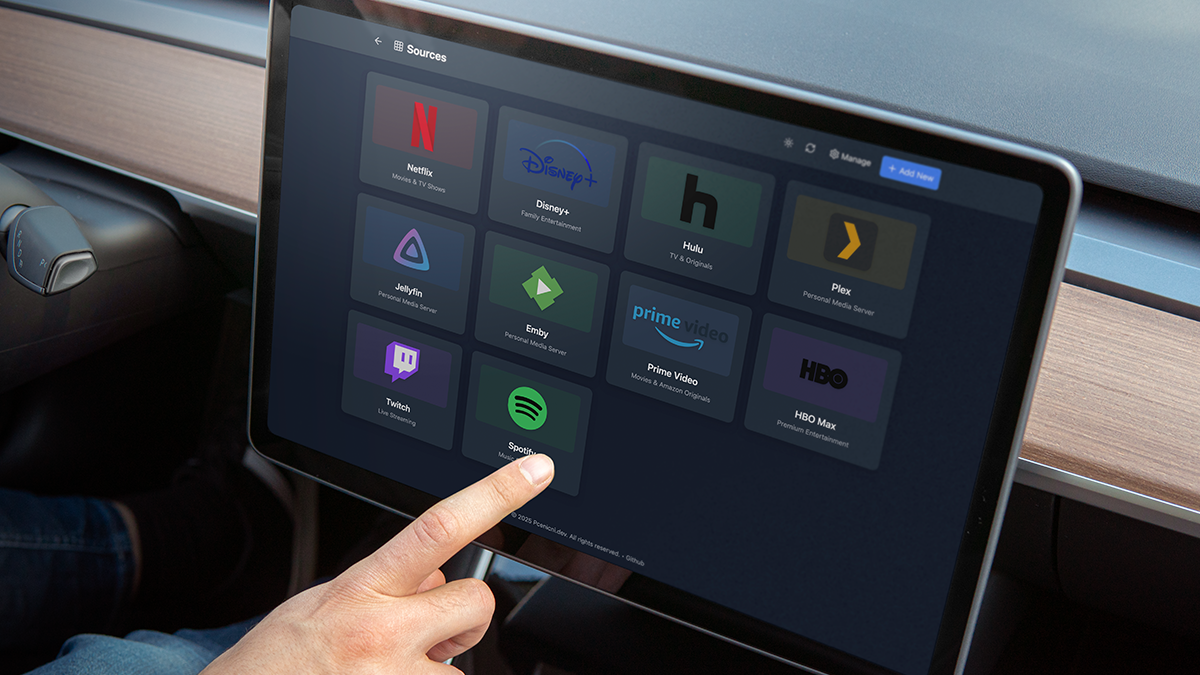 Sources
Manage
+ Add New
Netflix
Movies & TV Shows
Disney+
Disney+
Family Entertainment
h
Hulu
TV & Originals
Plex
Personal Media Server
Jellyfin
Personal Media Server
Emby
Personal Media Server
prime video
Prime Video
Movies & Amazon Originals
HBO
HBO Max
Premium Entertainment
Twitch
Live Streaming
Spotify
Music
© 2025 Pcenioni.dev. All rights reserved. - Github